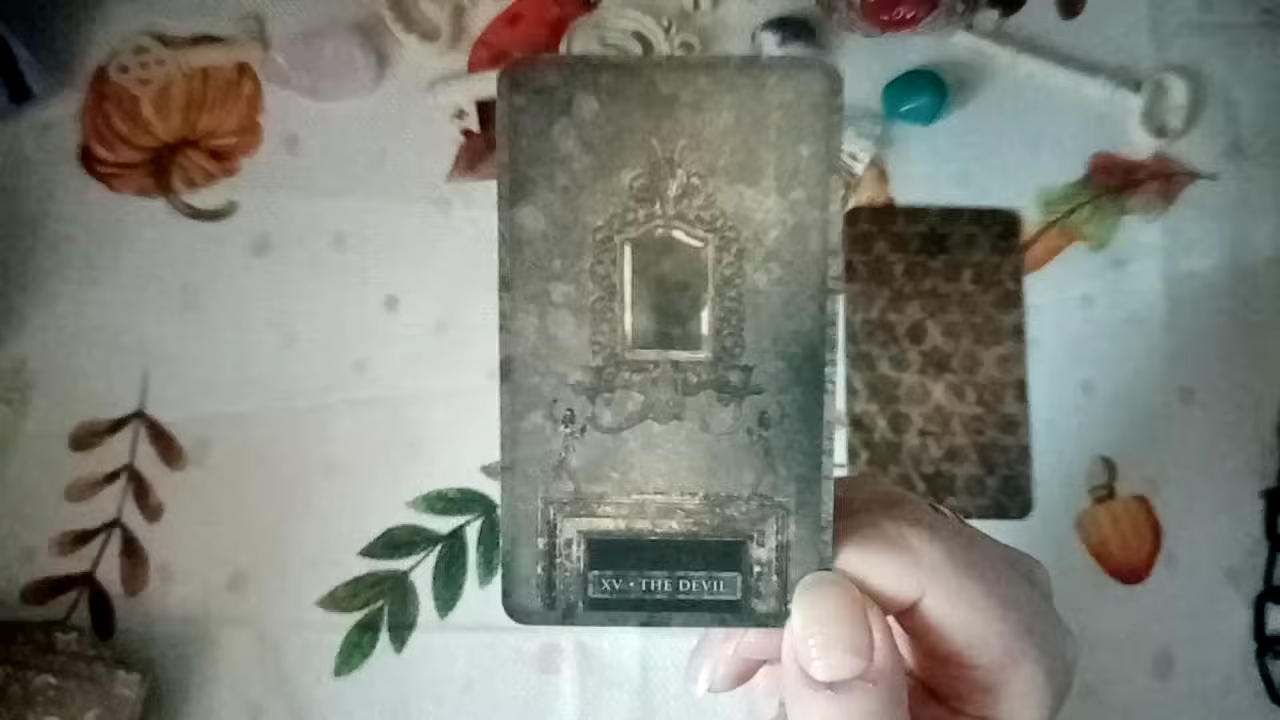 XV • THE DEVIL